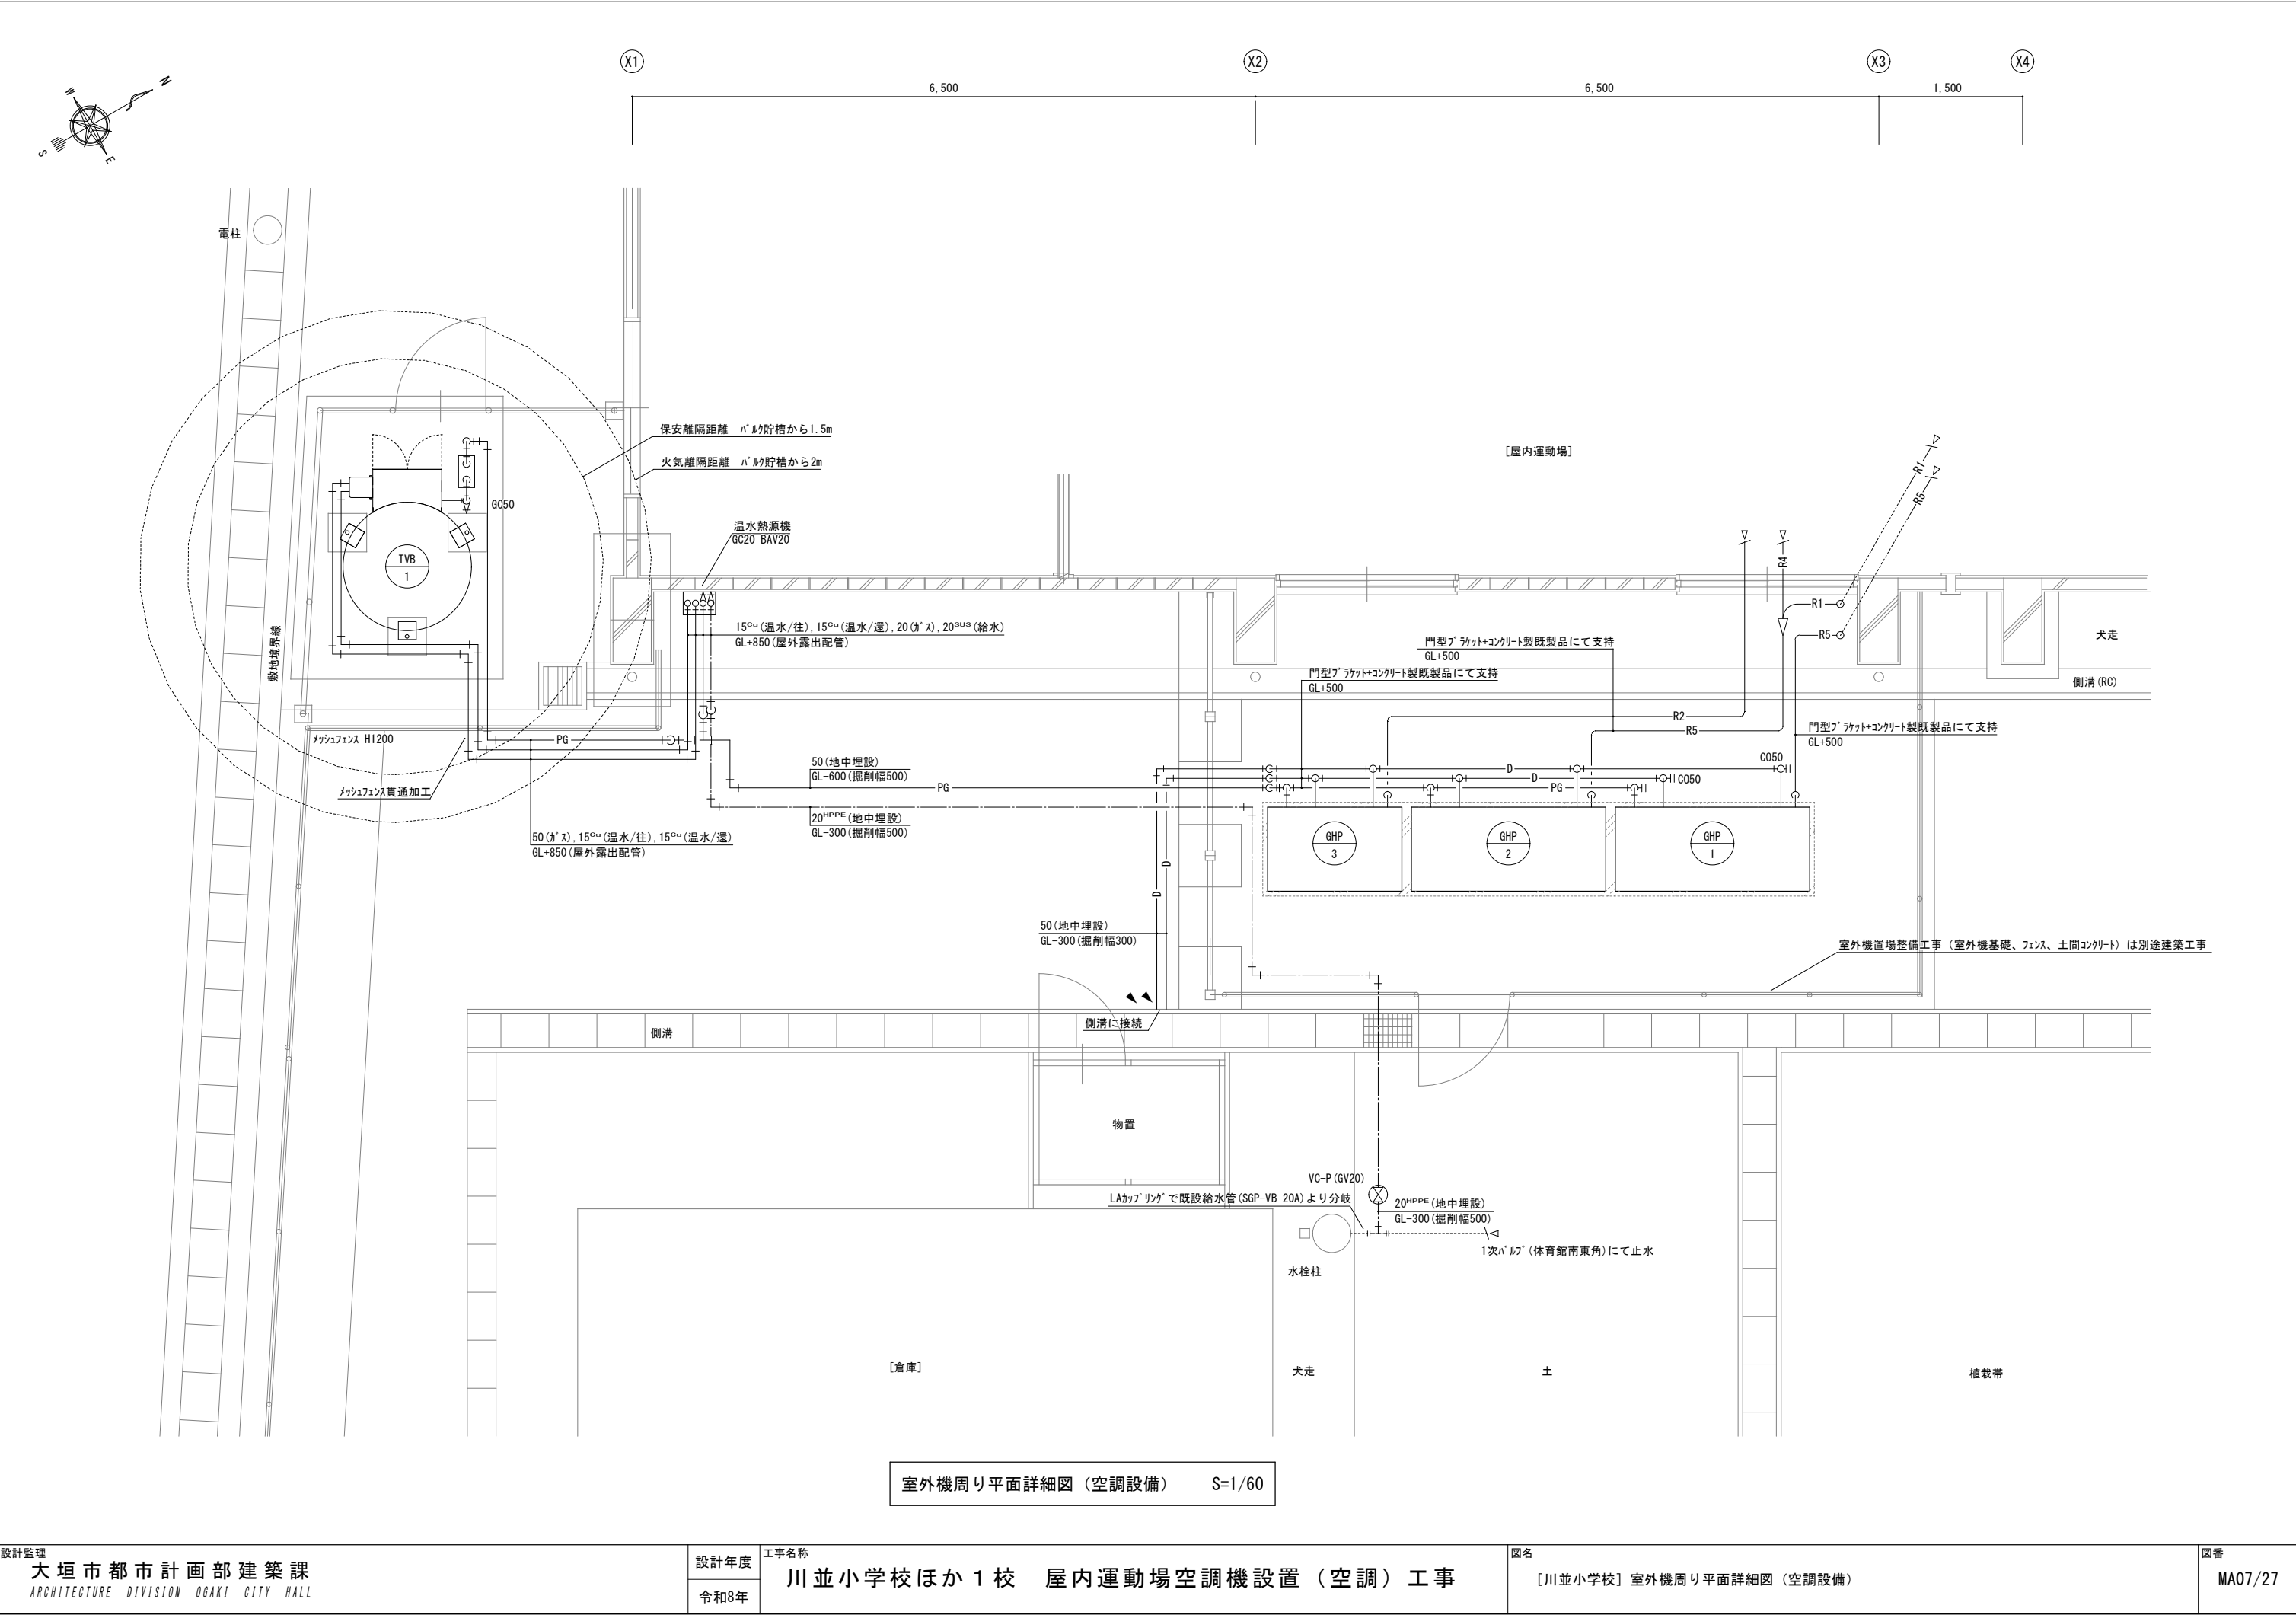 X1
X2
X3
X4
6,500
6,500
1,500
N
W
S
E
電柱
保安離隔距離　ﾊﾞﾙｸ貯槽から1.5m
火気離隔距離　ﾊﾞﾙｸ貯槽から2m
[屋内運動場]
R1
R5
GC50
温水熱源機
GC20 BAV20
TVB
1
R4
R1
R5
敷地境界線
15Cu(温水/往),15Cu(温水/還),20(ｶﾞｽ),20SUS(給水)
GL+850(屋外露出配管)
門型ﾌﾞﾗｹｯﾄ+ｺﾝｸﾘｰﾄ製既製品にて支持
GL+500
門型ﾌﾞﾗｹｯﾄ+ｺﾝｸﾘｰﾄ製既製品にて支持
GL+500
犬走
側溝(RC)
R2
R5
門型ﾌﾞﾗｹｯﾄ+ｺﾝｸﾘｰﾄ製既製品にて支持
GL+500
ﾒｯｼｭﾌｪﾝｽ H1200
PG
50(地中埋設)
GL-600(掘削幅500)
PG
D
D
PG
CO50
CO50
ﾒｯｼｭﾌｪﾝｽ貫通加工
20HPPE(地中埋設)
GL-300(掘削幅500)
50(ｶﾞｽ),15Cu(温水/往),15Cu(温水/還)
GL+850(屋外露出配管)
GHP
3
GHP
2
GHP
1
D
D
50(地中埋設)
GL-300(掘削幅300)
室外機置場整備工事（室外機基礎、ﾌｪﾝｽ、土間ｺﾝｸﾘｰﾄ）は別途建築工事
側溝に接続
側溝
物置
VC-P(GV20)
LAｶｯﾌﾟﾘﾝｸﾞで既設給水管(SGP-VB 20A)より分岐
20HPPE(地中埋設)
GL-300(掘削幅500)
1次ﾊﾞﾙﾌﾞ(体育館南東角)にて止水
水栓柱
[倉庫]
犬走
土
植栽帯
室外機周り平面詳細図（空調設備）　S=1/60
設計監理
大垣市都市計画部建築課
ARCHITECTURE DIVISION OGAKI CITY HALL
設計年度
令和8年
工事名称
川並小学校ほか１校　屋内運動場空調機設置（空調）工事
図名
[川並小学校] 室外機周り平面詳細図（空調設備）
図番
MA07/27